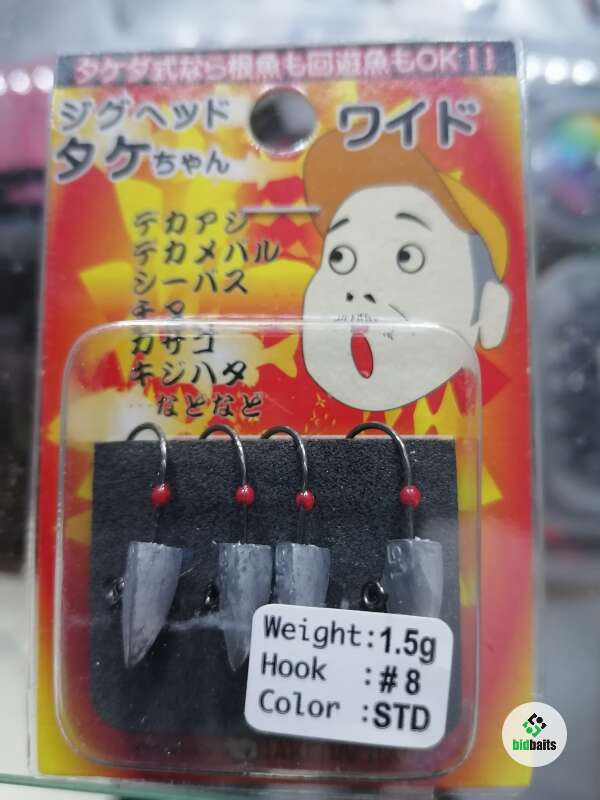 タケダ式なら根魚も回遊魚もOK!!
ジグヘッド
タケちゃん
ワイド
デカアジ
デカメバル
シーバス
チヌ
カサゴ
キジハタ
…などなど
Weight:1.5g
Hook :#8
Color :STD
bidbaits